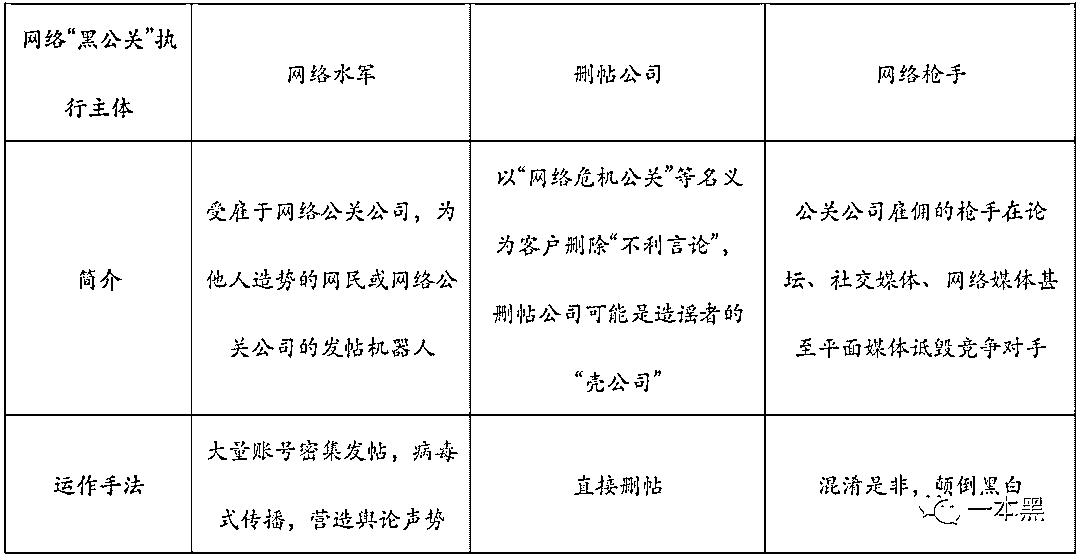 网络“黑公关”执
行主体
网络水军
删帖公司
网络枪手
简介
受雇于网络公关公司，为
他人造势的网民或网络公
关公司的发帖机器人
以“网络危机公关”等名义
为客户删除“不利言论”，
删帖公司可能是造谣者的
“壳公司”
公关公司雇佣的枪手在论
坛、社交媒体、网络媒体甚
至平面媒体诋毁竞争对手
运作手法
大量账号密集发帖，病毒
式传播，营造舆论声势
直接删帖
混淆是非，颠倒黑白
一本黑